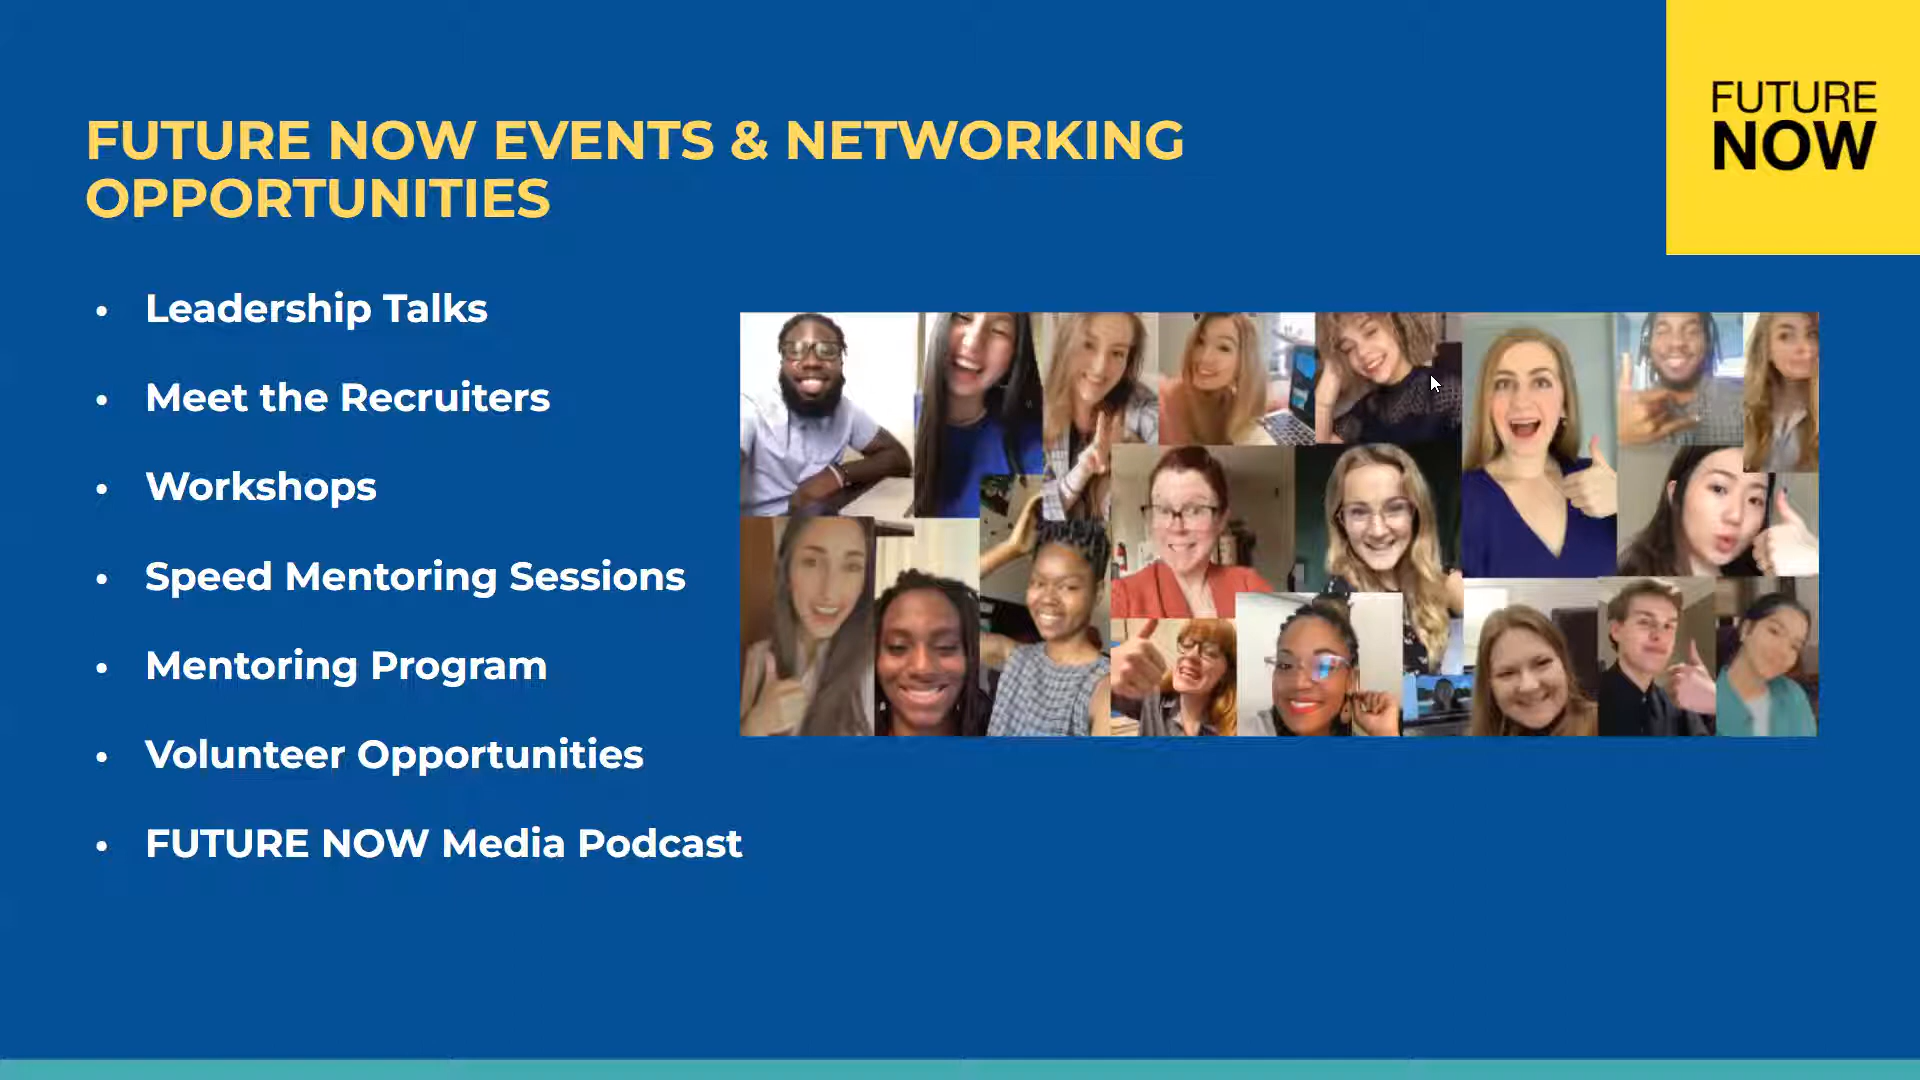 FUTURE NOW EVENTS & NETWORKING
OPPORTUNITIES
FUTURE
NOW
• Leadership Talks
• Meet the Recruiters
• Workshops
• Speed Mentoring Sessions
• Mentoring Program
• Volunteer Opportunities
• FUTURE NOW Media Podcast